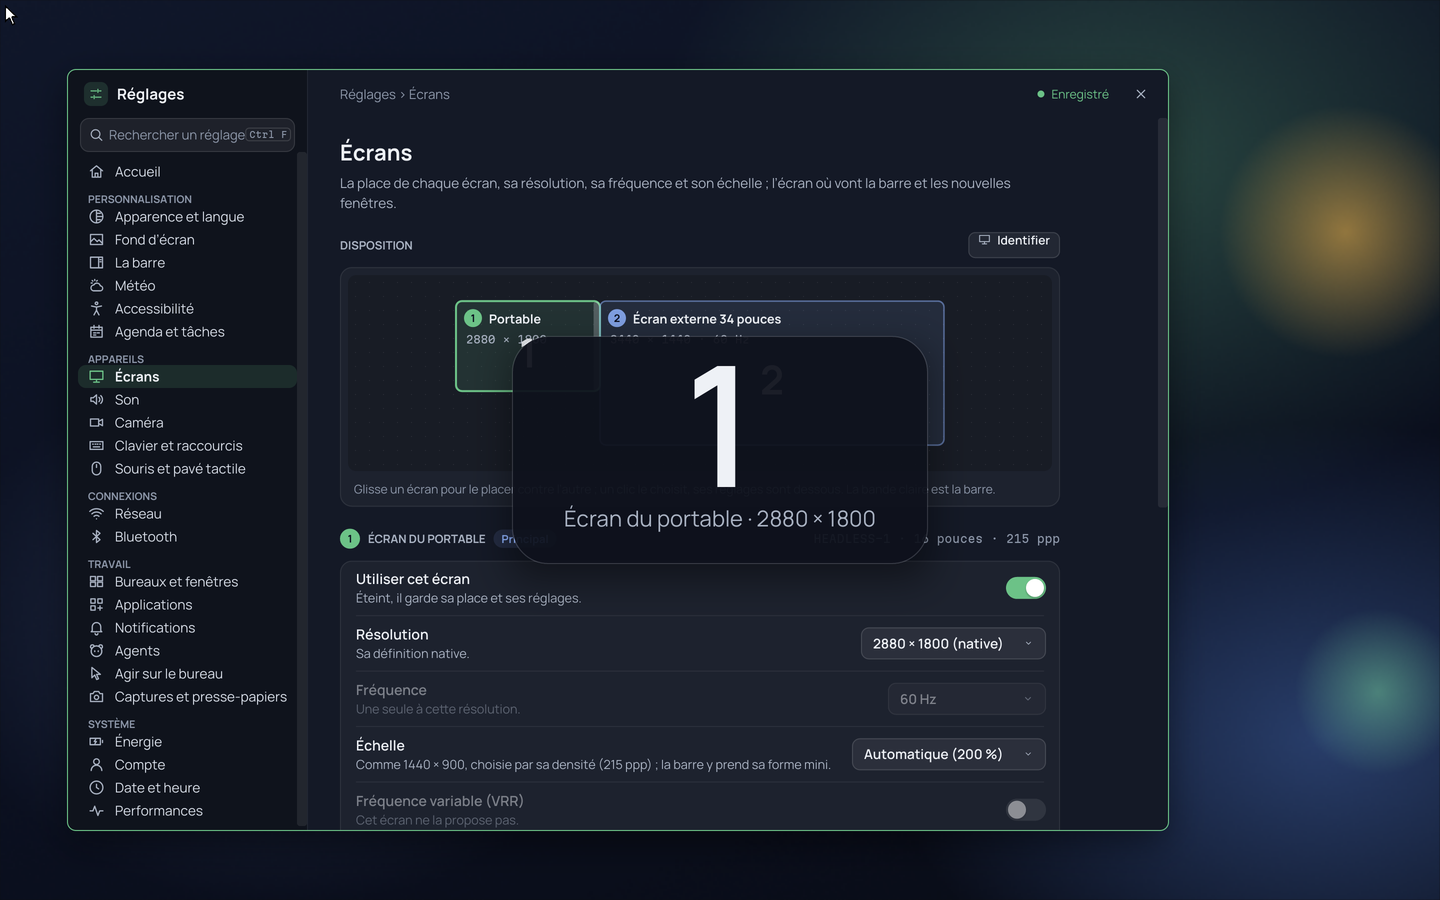 Réglages
Rechercher un réglage Ctrl F
Accueil
PERSONNALISATION
Apparence et langue
Fond d'écran
La barre
Météo
Accessibilité
Agenda et tâches
APPAREILS
Écrans
Son
Caméra
Clavier et raccourcis
Souris et pavé tactile
CONNEXIONS
Réseau
Bluetooth
TRAVAIL
Bureaux et fenêtres
Applications
Notifications
Agents
Agir sur le bureau
Captures et presse-papiers
SYSTÈME
Énergie
Compte
Date et heure
Performances
Réglages › Écrans
Enregistré
Écrans
La place de chaque écran, sa résolution, sa fréquence et son échelle ; l'écran où vont la barre et les nouvelles
fenêtres.
DISPOSITION
Identifier
1 Portable
2880 × 1800
2 Écran externe 34 pouces
2
1
Écran du portable · 2880 × 1800
Glisse un écran pour le placer contre l'autre est la barre.
1 ÉCRAN DU PORTABLE Principal
HEADLESS-1 · 16 pouces · 215 ppp
Utiliser cet écran
Éteint, il garde sa place et ses réglages.
Résolution
Sa définition native.
2880 × 1800 (native)
Fréquence
Une seule à cette résolution.
60 Hz
Échelle
Comme 1440 × 900, choisie par sa densité (215 ppp) ; la barre y prend sa forme mini.
Automatique (200 %)
Fréquence variable (VRR)
Cet écran ne la propose pas.